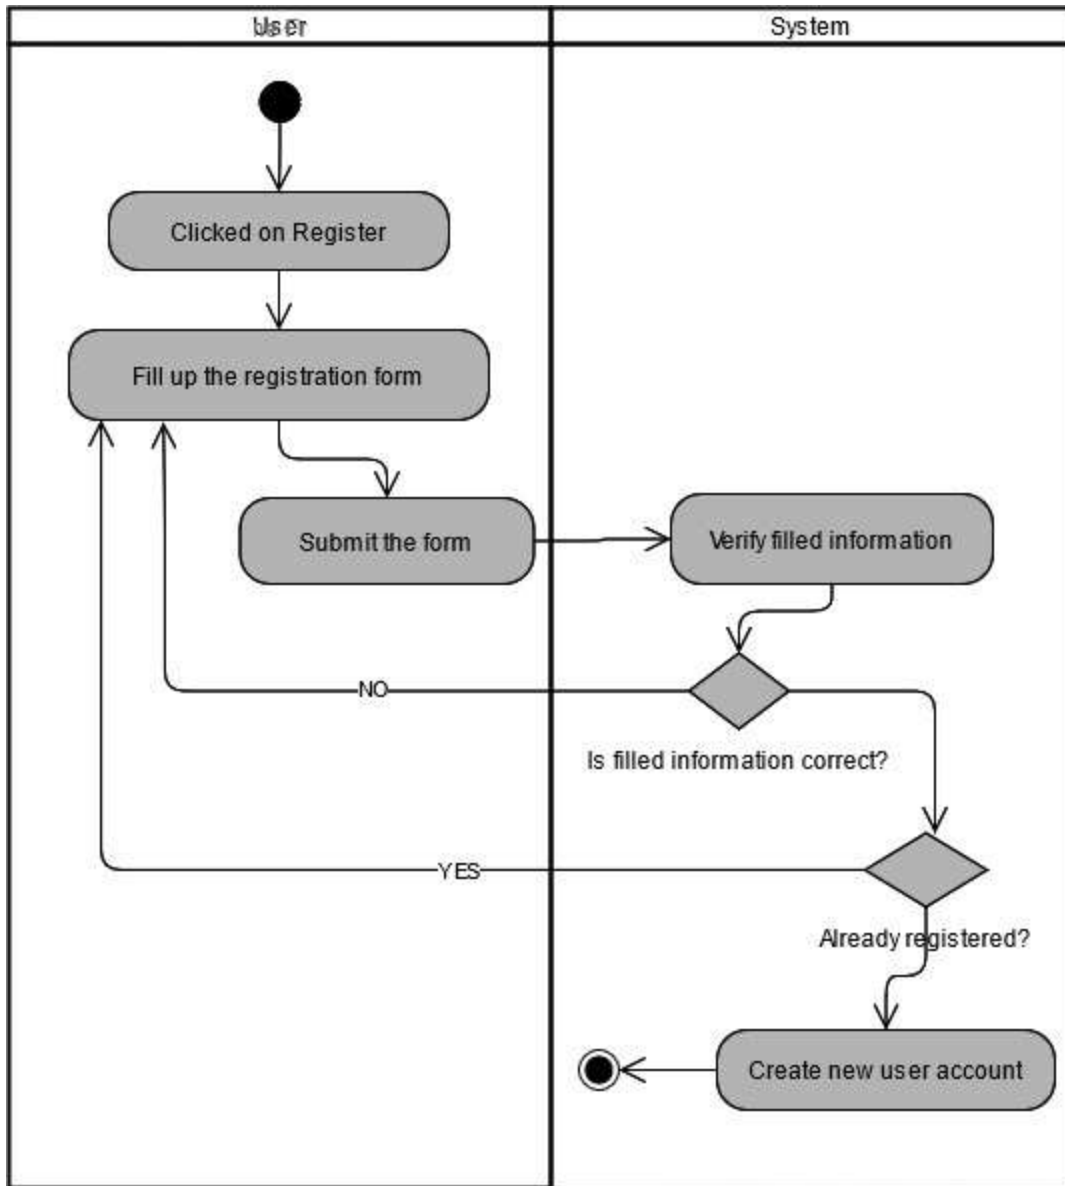 User
System
Clicked on Register
Fill up the registration form
Submit the form
Verify filled information
NO
Is filled information correct?
YES
Already registered?
Create new user account